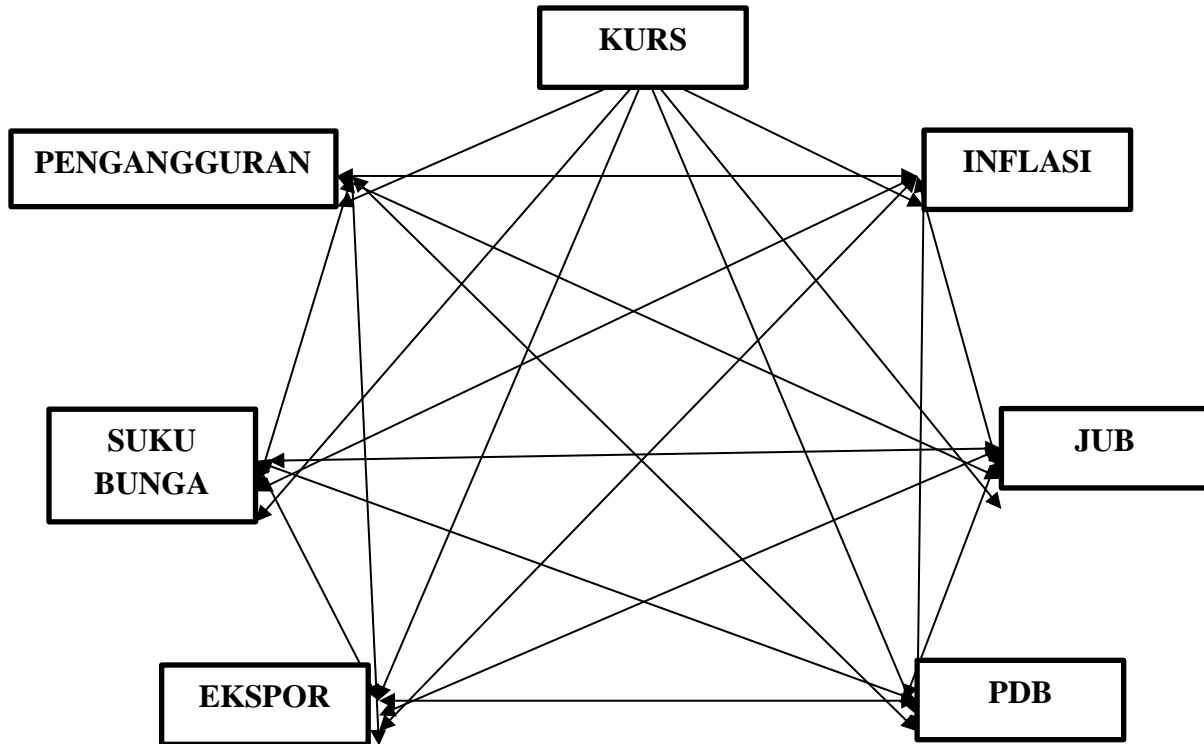 KURS
PENGANGGURAN
INFLASI
SUKU
BUNGA
JUB
EKSPOR
PDB